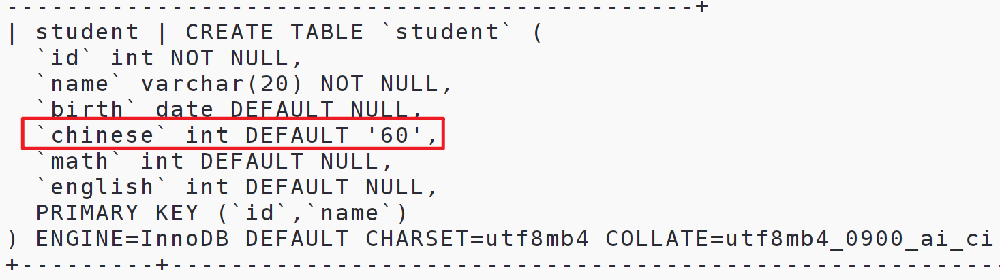 -----------------------------------------------+
| student | CREATE TABLE `student` (
`id` int NOT NULL,
`name` varchar(20) NOT NULL,
`birth` date DEFAULT NULL,
`chinese` int DEFAULT '60',
`math` int DEFAULT NULL,
`english` int DEFAULT NULL,
PRIMARY KEY (`id`,`name`)
) ENGINE=InnoDB DEFAULT CHARSET=utf8mb4 COLLATE=utf8mb4_0900_ai_ci
+---------+--------------------------------------------------------